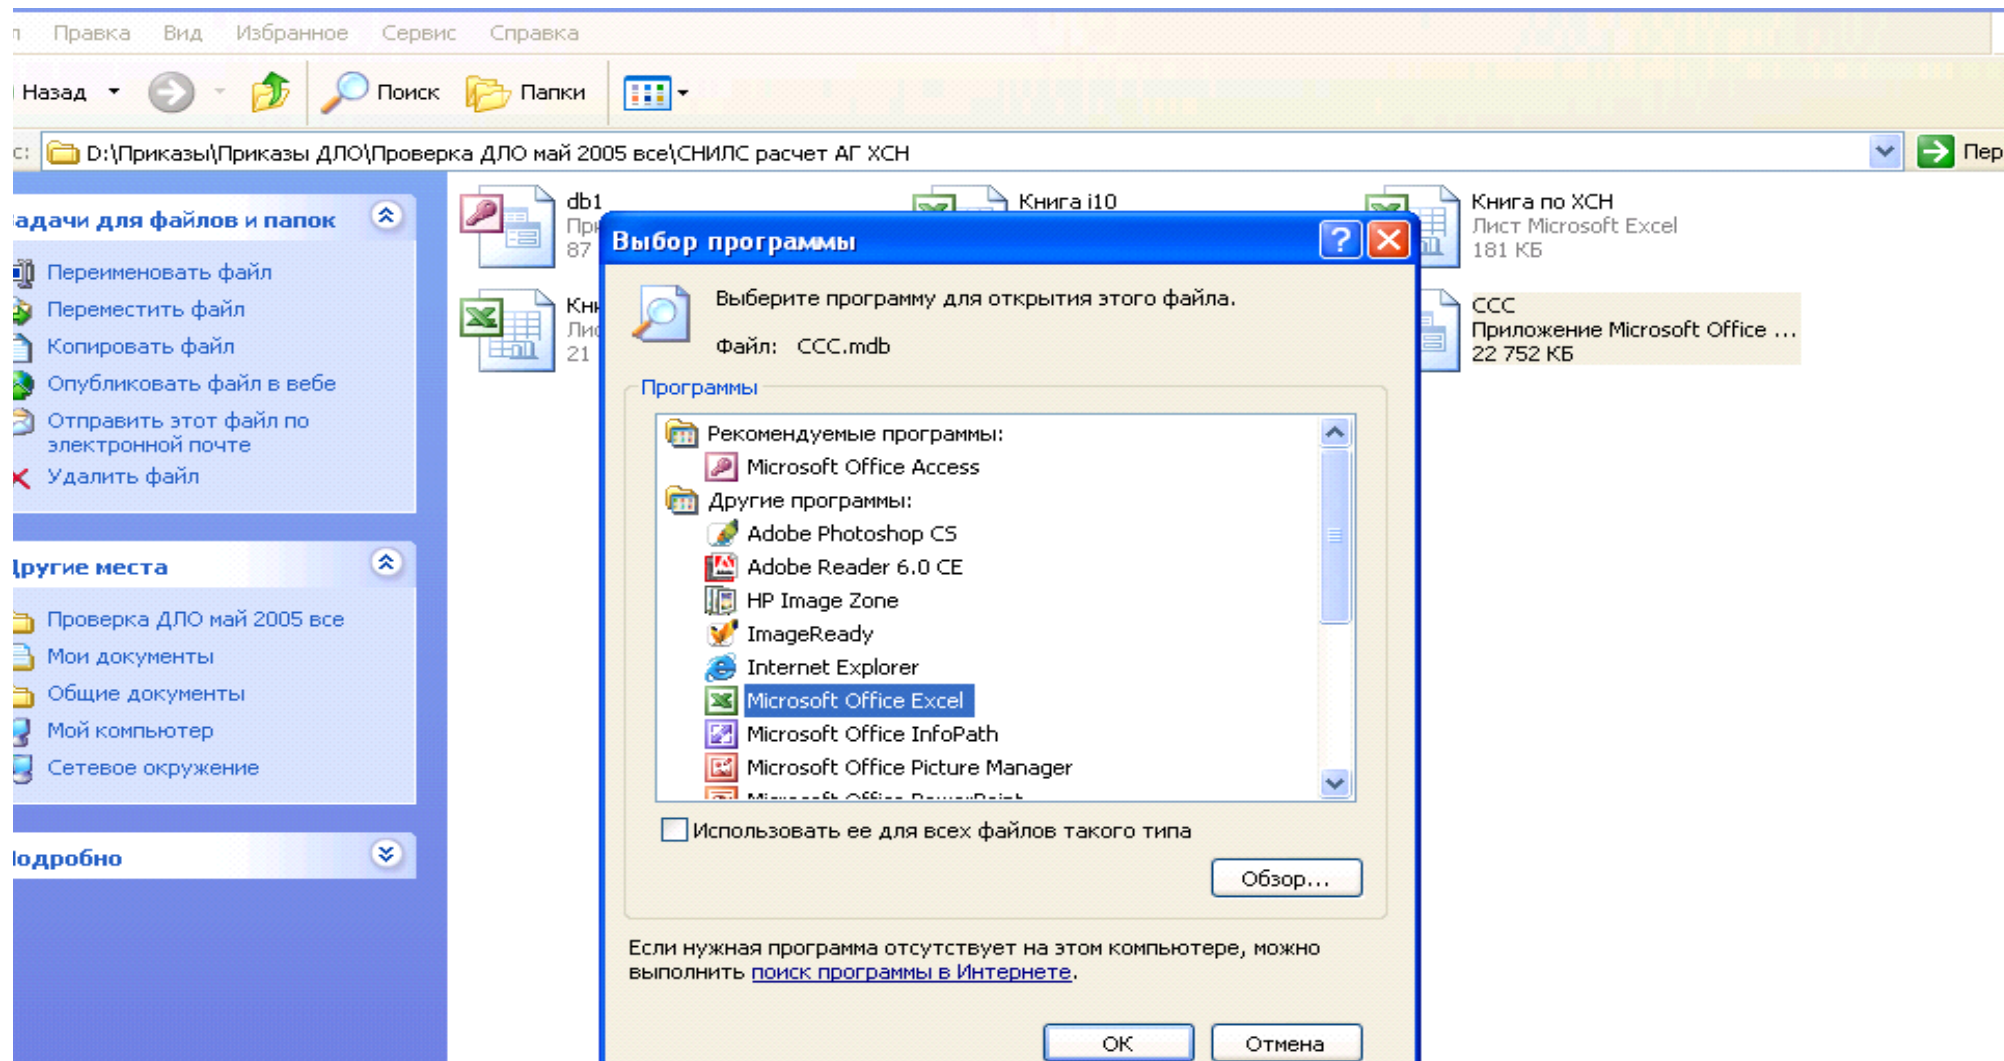 Правка Вид Избранное Сервис Справка
Назад Поиск Папки
D:\Приказы\Приказы ДЛО\Проверка ДЛО май 2005 все\СНИЛС расчет АГ ХСН
Задачи для файлов и папок
Переименовать файл
Переместить файл
Копировать файл
Опубликовать файл в вебе
Отправить этот файл по
электронной почте
Удалить файл
Другие места
Проверка ДЛО май 2005 все
Мои документы
Общие документы
Мой компьютер
Сетевое окружение
Подробно
db1
87
21
Книга i10
Книга по ХСН
Лист Microsoft Excel
181 КБ
ССС
Приложение Microsoft Office ...
22 752 КБ
Выбор программы
Выберите программу для открытия этого файла.
Файл: CCC.mdb
Программы
Рекомендуемые программы:
Microsoft Office Access
Другие программы:
Adobe Photoshop CS
Adobe Reader 6.0 CE
HP Image Zone
ImageReady
Internet Explorer
Microsoft Office Excel
Microsoft Office InfoPath
Microsoft Office Picture Manager
Microsoft Office PowerPoint
Использовать ее для всех файлов такого типа
Обзор...
Если нужная программа отсутствует на этом компьютере, можно
выполнить поиск программы в Интернете.
ОК Отмена